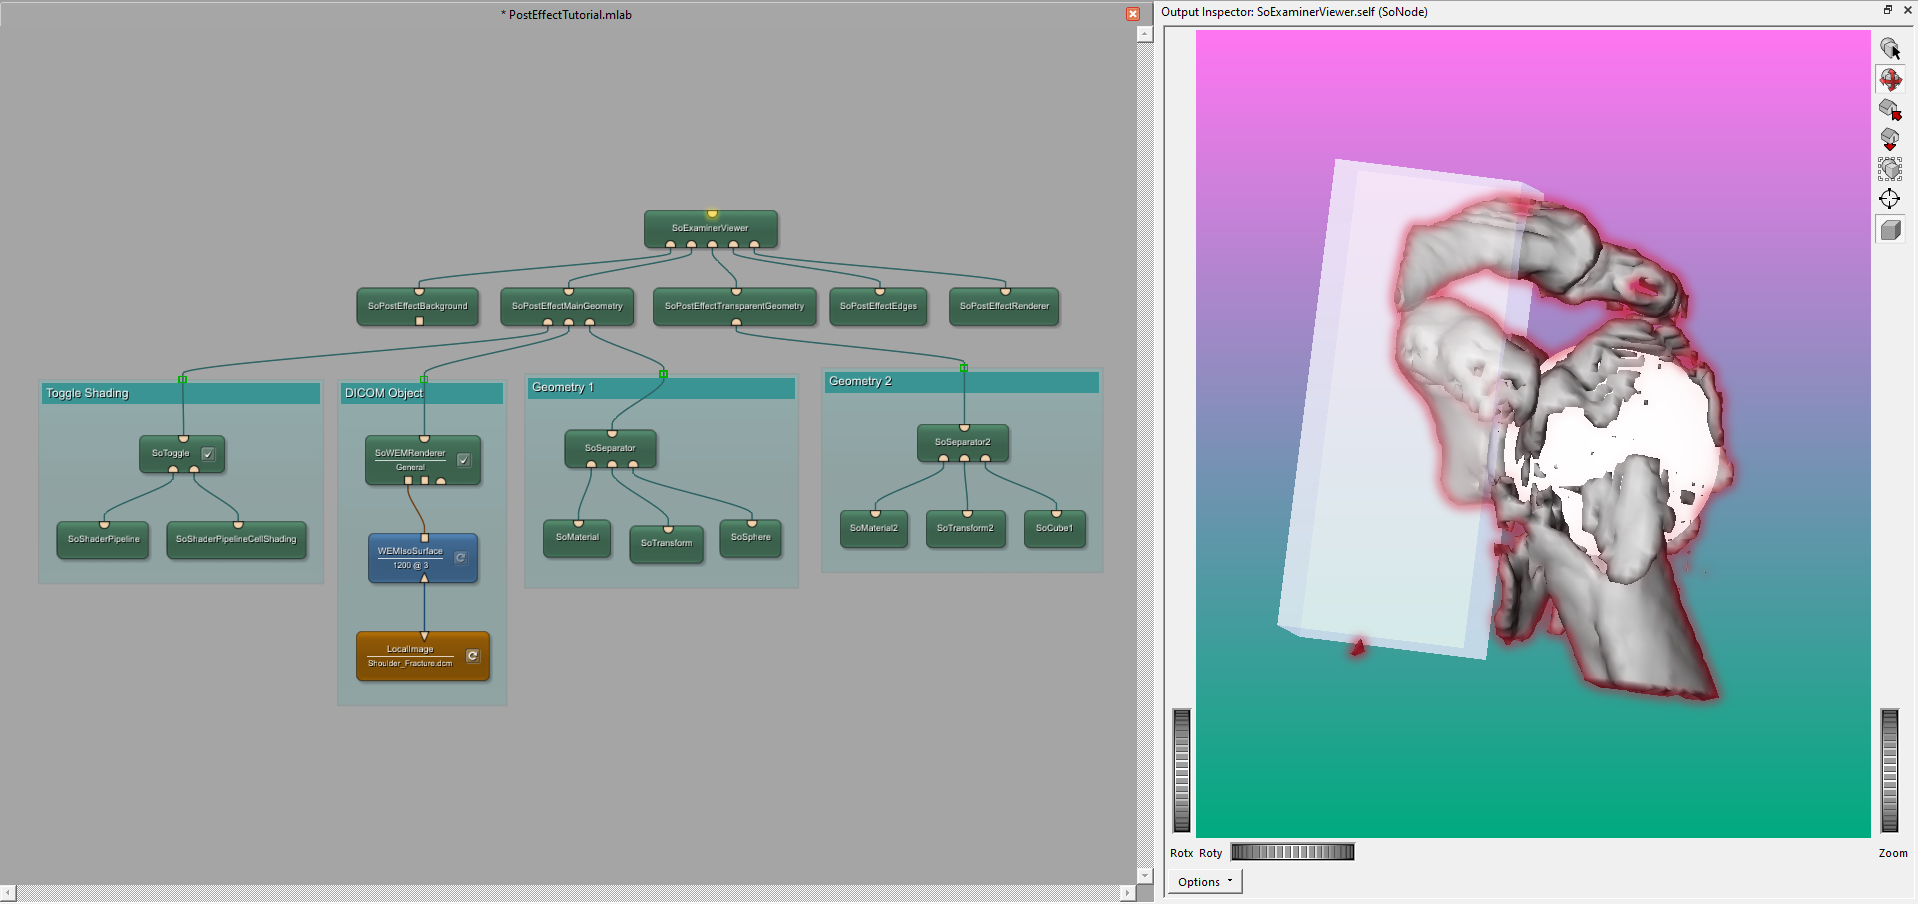 * PostEffectTutorial.mlab
Output Inspector: SoExaminerViewer.self (SoNode)
SoExaminerViewer
SoPostEffectBackground
SoPostEffectMainGeometry
SoPostEffectTransparentGeometry
SoPostEffectEdges
SoPostEffectRenderer
Toggle Shading
DICOM Object
Geometry 1
Geometry 2
SoToggle
SoWEMRenderer
General
SoSeparator
SoSeparator2
SoShaderPipeline
SoShaderPipelineCellShading
WEMIsoSurface
1200 @ 3
SoMaterial
SoTransform
SoSphere
SoMaterial2
SoTransform2
SoCube1
LocalImage
Shoulder_Fracture.dcm
Rotx Roty
Zoom
Options